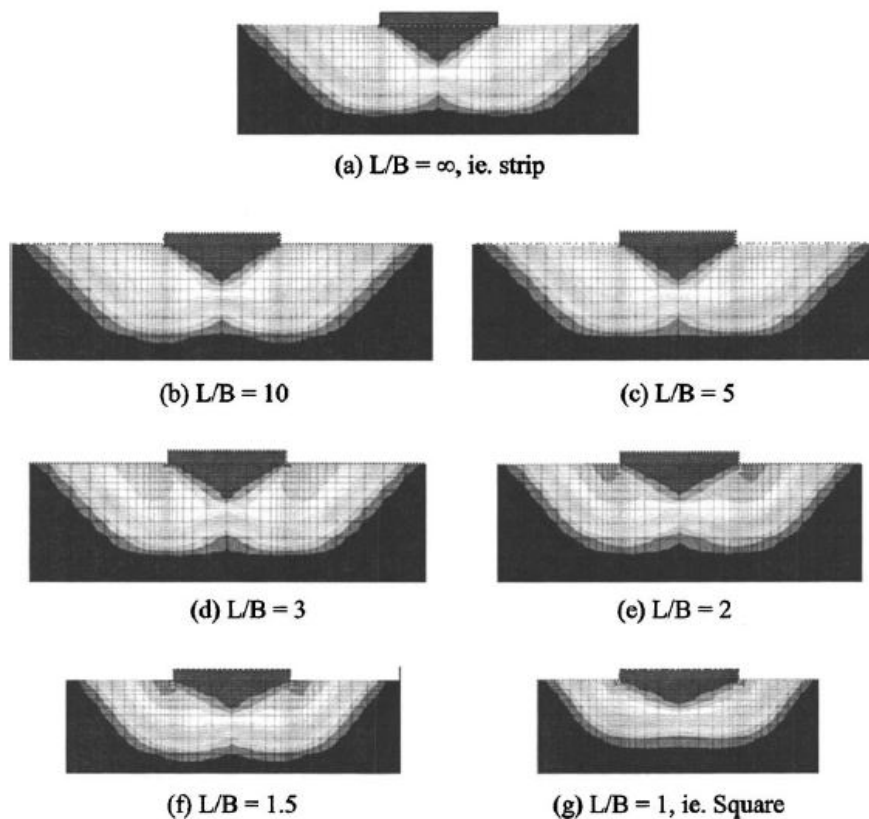 (a) L/B = ∞, ie. strip
(b) L/B = 10
(c) L/B = 5
(d) L/B = 3
(e) L/B = 2
(f) L/B = 1.5
(g) L/B = 1, ie. Square